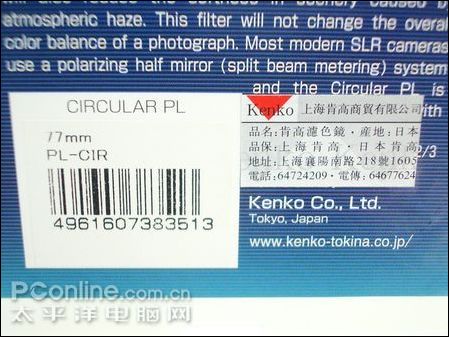 atmospheric haze. This filter will not change the overal
color balance of a photograph. Most modern SLR cameras
use a polarizing half mirror (split beam metering) system
and the Circular PL is
with
2/3
CIRCULAR PL
77mm
PL-CIR
4961607383513
Kenko 上海肯高商貿有限公司
品名:肯高濾色鏡·產地:日本
品保:上海肯高·日本肯高
地址:上海襄陽南路218號1605
電話:64724209·電傳:64677624
Kenko Co., Ltd.
Tokyo, Japan
www.kenko-tokina.co.jp/
PConline.com.cn
太平洋电脑网